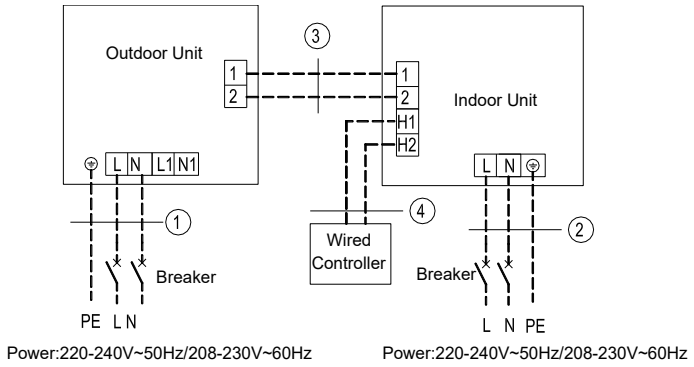 Outdoor Unit
1
2
L N L1 N1
①
Breaker
PE L N
Power:220-240V~50Hz/208-230V~60Hz
③
1
2
H1
H2
Indoor Unit
L N
④
Wired
Controller
②
Breaker
L N PE
Power:220-240V~50Hz/208-230V~60Hz